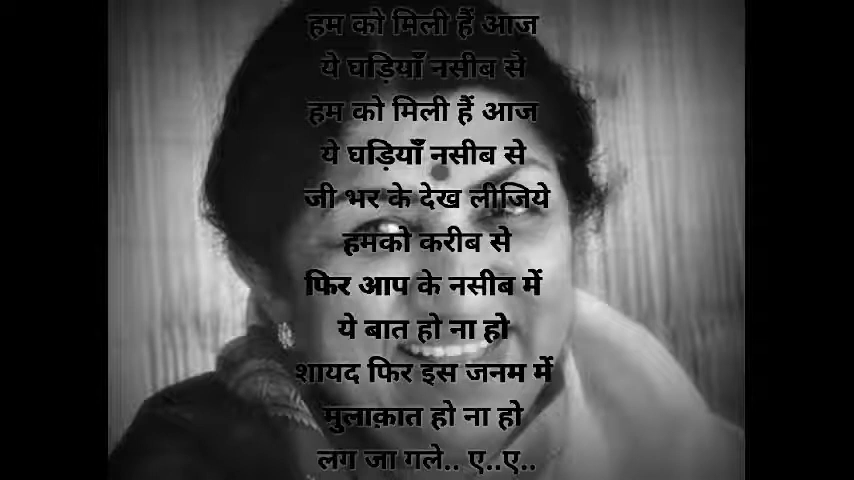 हम को मिली हैं आज
ये घड़ियाँ नसीब से
हम को मिली हैं आज
ये घड़ियाँ नसीब से
जी भर के देख लीजिये
हमको करीब से
फिर आप के नसीब में
ये बात हो ना हो
शायद फिर इस जनम में
मुलाक़ात हो ना हो
लग जा गले.. ए..ए..